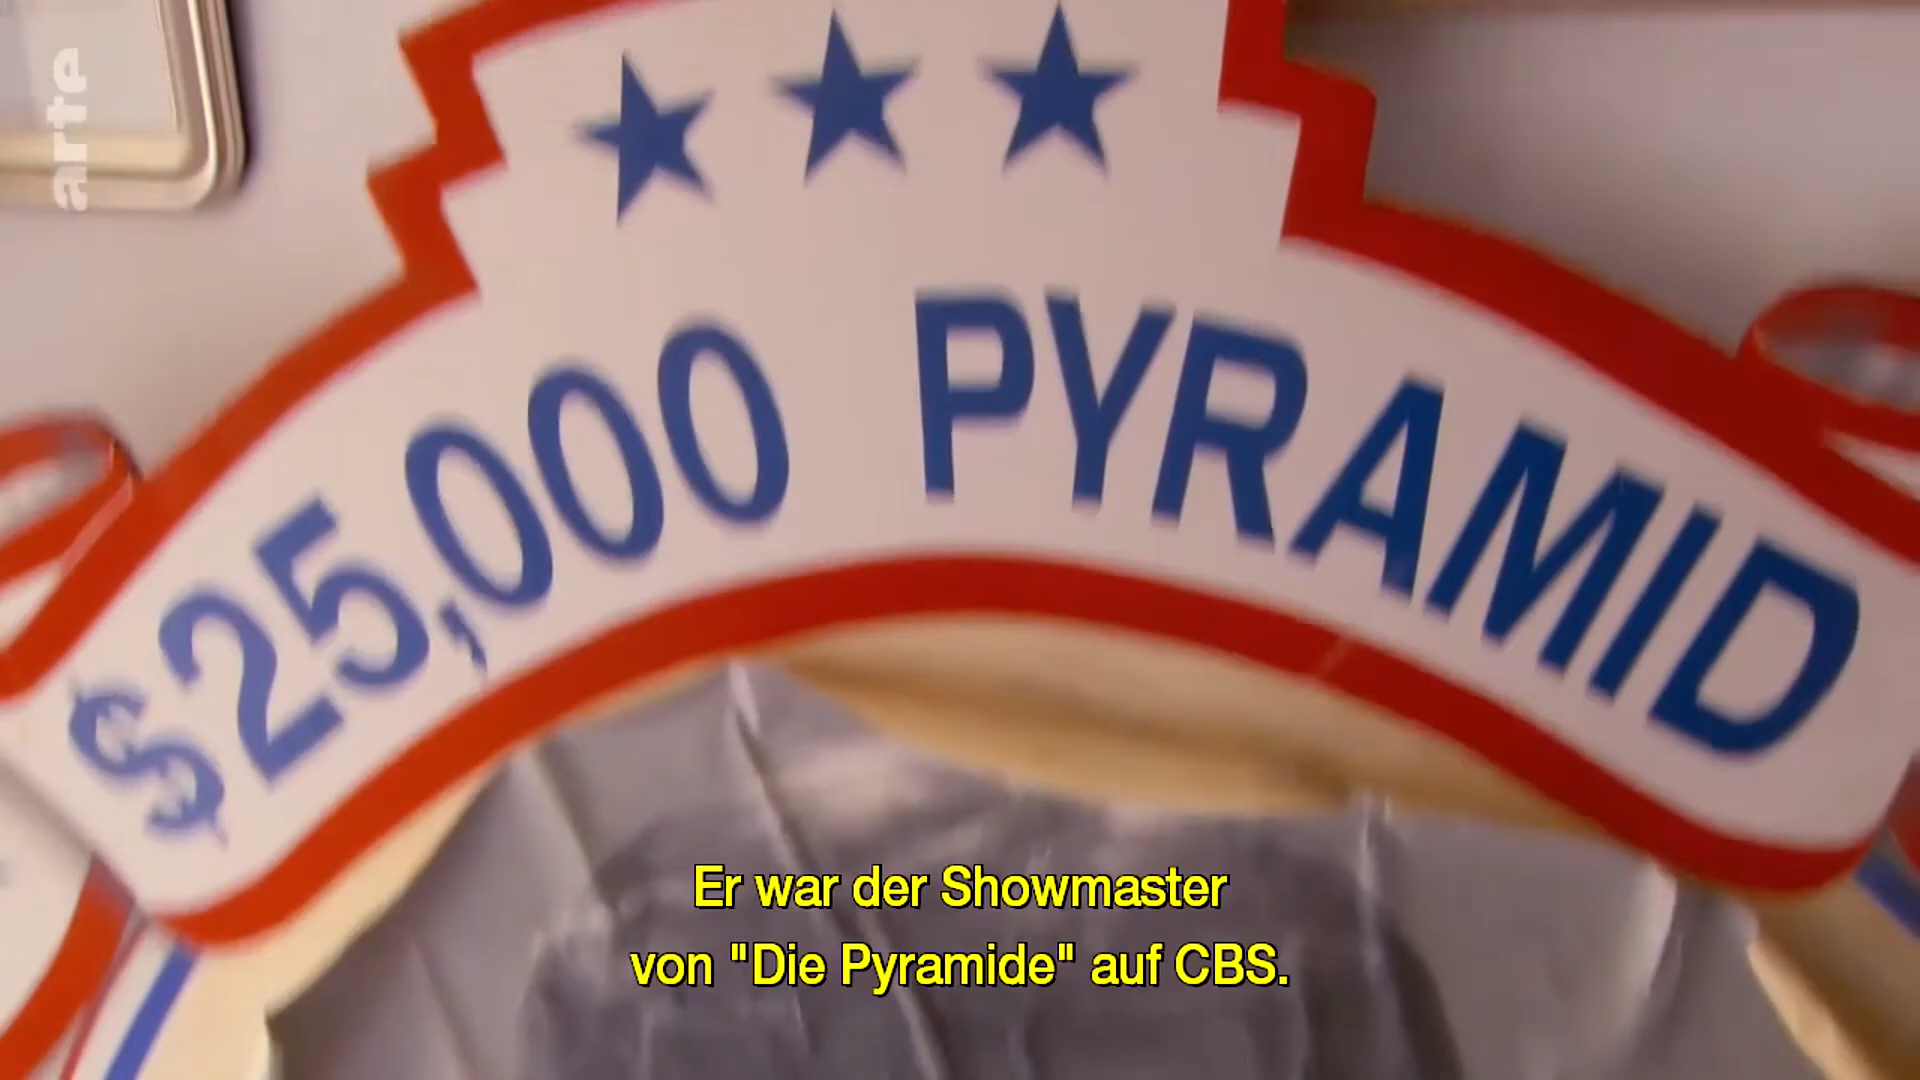 arte
$25,000 PYRAMID
Er war der Showmaster
von "Die Pyramide" auf CBS.